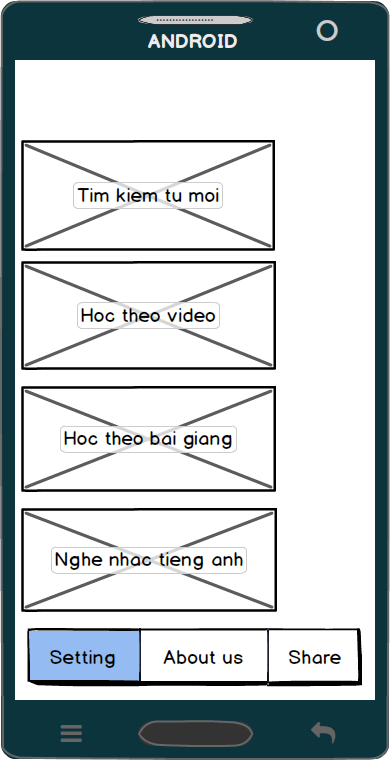 ANDROID
Tim kiem tu moi
Hoc theo video
Hoc theo bai giang
Nghe nhac tieng anh
Setting About us Share